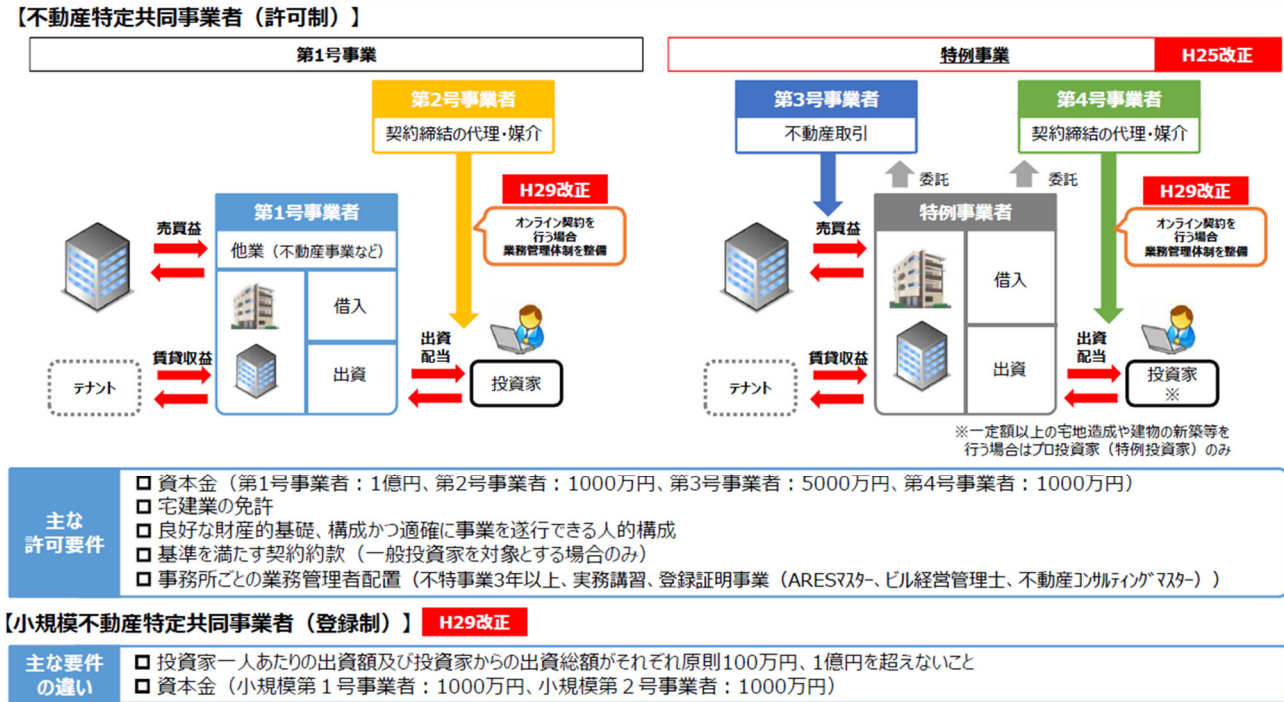 【不動産特定共同事業者（許可制）】
第1号事業
特例事業
H25改正
第2号事業者
契約締結の代理・媒介
第3号事業者
不動産取引
第4号事業者
契約締結の代理・媒介
委託
委託
H29改正
オンライン契約を
行う場合
業務管理体制を整備
H29改正
オンライン契約を
行う場合
業務管理体制を整備
第1号事業者
他業（不動産事業など）
借入
出資
売買益
賃貸収益
テナント
出資
配当
投資家
特例事業者
借入
出資
売買益
賃貸収益
テナント
出資
配当
投資家
※
※一定額以上の宅地造成や建物の新築等を
行う場合はプロ投資家（特例投資家）のみ
主な
許可要件
□ 資本金（第1号事業者：1億円、第2号事業者：1000万円、第3号事業者：5000万円、第4号事業者：1000万円）
□ 宅建業の免許
□ 良好な財産的基礎、構成かつ適確に事業を遂行できる人的構成
□ 基準を満たす契約約款（一般投資家を対象とする場合のみ）
□ 事務所ごとの業務管理者配置（不特事業3年以上、実務講習、登録証明事業（ARESマスター、ビル経営管理士、不動産コンサルティングマスター））
【小規模不動産特定共同事業者（登録制）】 H29改正
主な要件
の違い
□ 投資家一人あたりの出資額及び投資家からの出資総額がそれぞれ原則100万円、1億円を超えないこと
□ 資本金（小規模第１号事業者：1000万円、小規模第２号事業者：1000万円）